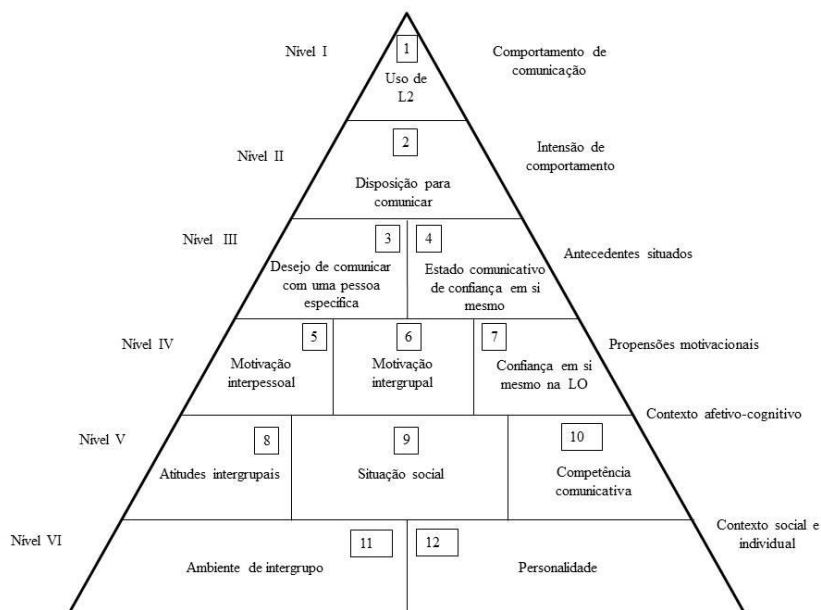 Nível I
1
Comportamento de
comunicação
Uso de
L2
Nível II
2
Intensão de
comportamento
Disposição para
comunicar
Nível III
3
4
Antecedentes situados
Desejo de comunicar
com uma pessoa
especifica
Estado comunicativo
de confiança em si
mesmo
Nível IV
5
6
7
Propensões motivacionais
Motivação
interpessoal
Motivação
intergrupal
Confiança em si
mesmo na LO
Contexto afetivo-cognitivo
Nível V
8
9
10
Atitudes intergrupais
Situação social
Competência
comunicativa
Contexto social e
individual
Nível VI
11
12
Ambiente de intergrupo
Personalidade